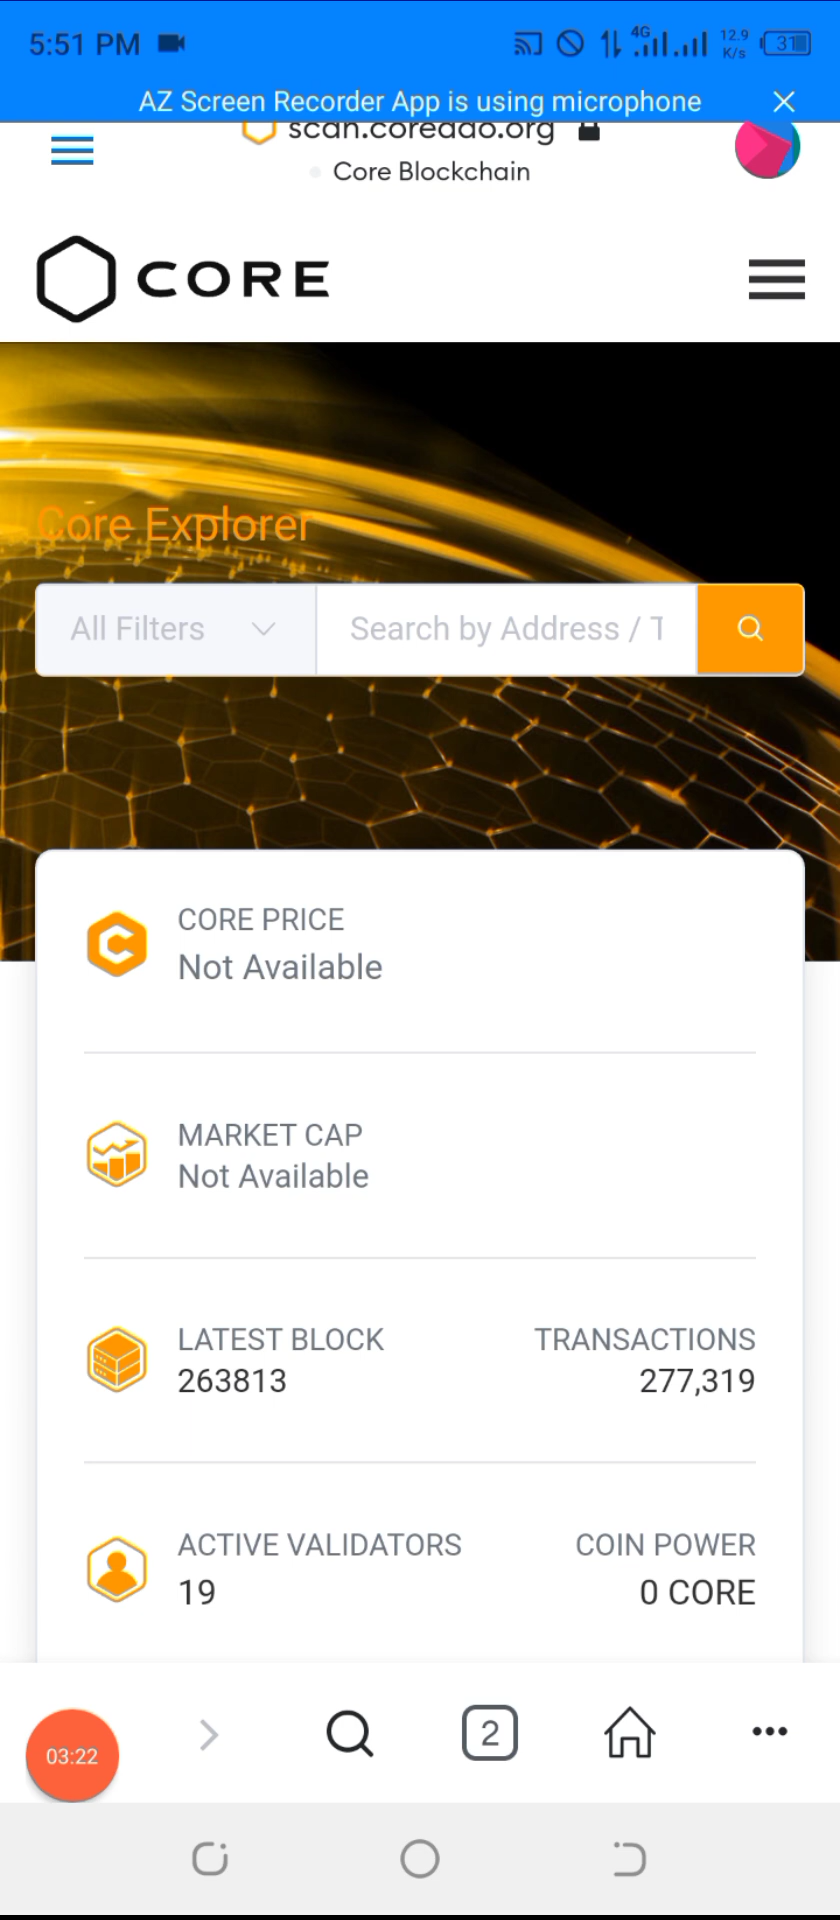 5:51 PM 4G 12.9 K/s 31
AZ Screen Recorder App is using microphone
scan.coredao.org
Core Blockchain
CORE
Core Explorer
All Filters Search by Address / T
CORE PRICE
Not Available
MARKET CAP
Not Available
LATEST BLOCK TRANSACTIONS
263813 277,319
ACTIVE VALIDATORS COIN POWER
19 0 CORE
03:22 2